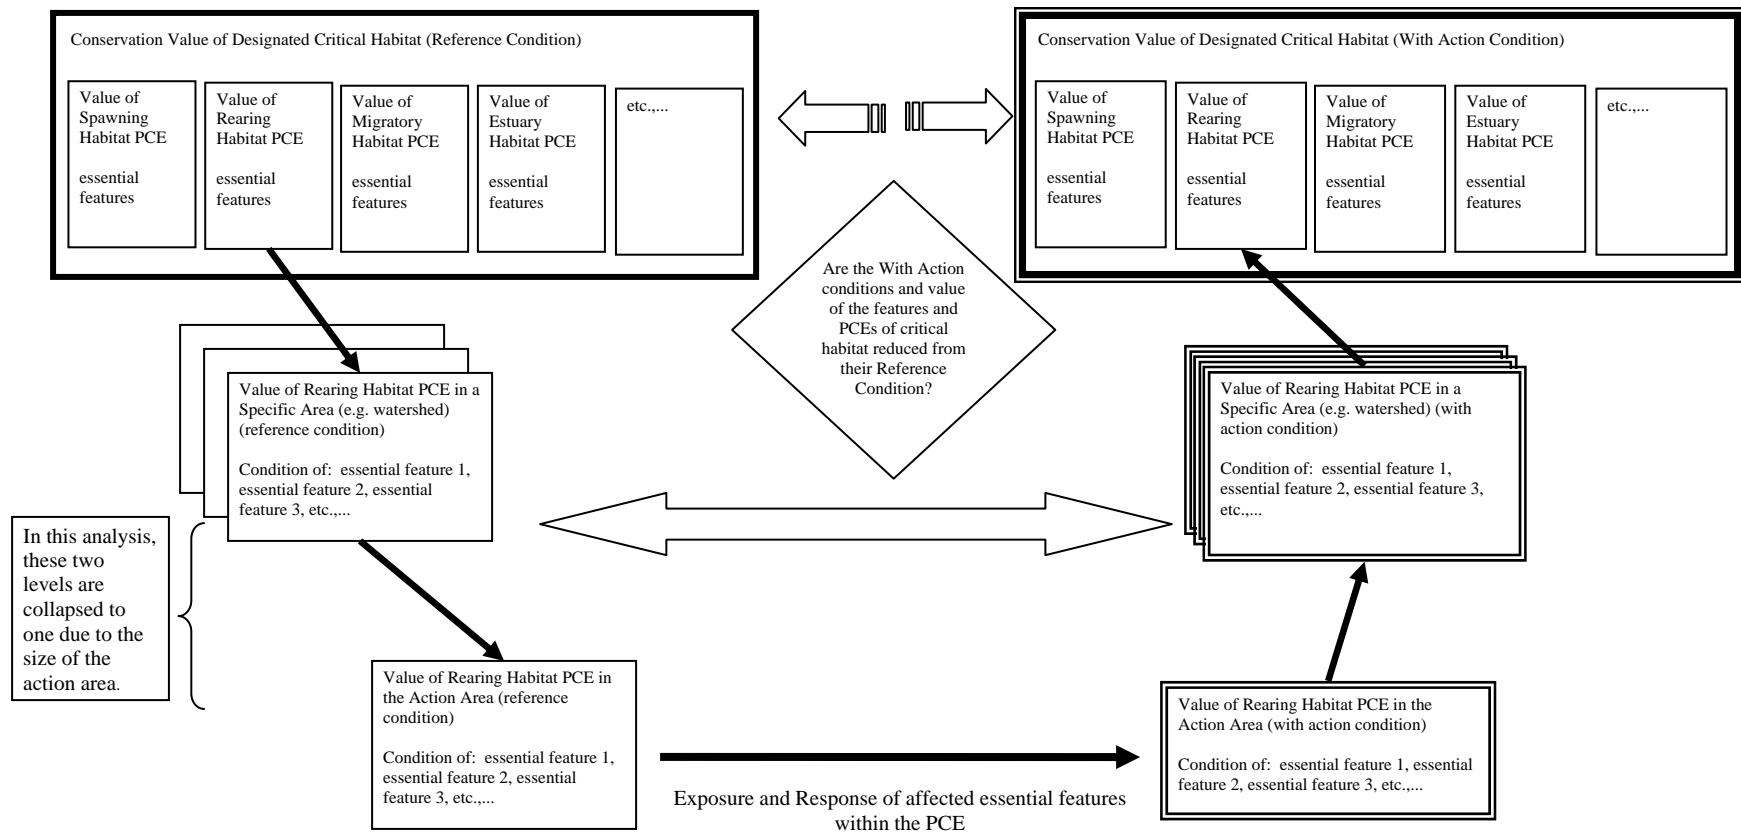 Conservation Value of Designated Critical Habitat (Reference Condition)
Value of
Spawning
Habitat PCE
essential
features
Value of
Rearing
Habitat PCE
essential
features
Value of
Migratory
Habitat PCE
essential
features
Value of
Estuary
Habitat PCE
essential
features
etc.,...
Conservation Value of Designated Critical Habitat (With Action Condition)
Value of
Spawning
Habitat PCE
essential
features
Value of
Rearing
Habitat PCE
essential
features
Value of
Migratory
Habitat PCE
essential
features
Value of
Estuary
Habitat PCE
essential
features
etc.,...
Are the With Action
conditions and value
of the features and
PCEs of critical
habitat reduced from
their Reference
Condition?
Value of Rearing Habitat PCE in a
Specific Area (e.g. watershed)
(reference condition)
Condition of:  essential feature 1,
essential feature 2, essential
feature 3, etc.,...
Value of Rearing Habitat PCE in a
Specific Area (e.g. watershed) (with
action condition)
Condition of:  essential feature 1,
essential feature 2, essential feature 3,
etc.,...
In this analysis,
these two
levels are
collapsed to
one due to the
size of the
action area.
Value of Rearing Habitat PCE in
the Action Area (reference
condition)
Condition of:  essential feature 1,
essential feature 2, essential
feature 3, etc.,...
Exposure and Response of affected essential features
within the PCE
Value of Rearing Habitat PCE in the
Action Area (with action condition)
Condition of:  essential feature 1, essential
feature 2, essential feature 3, etc.,...